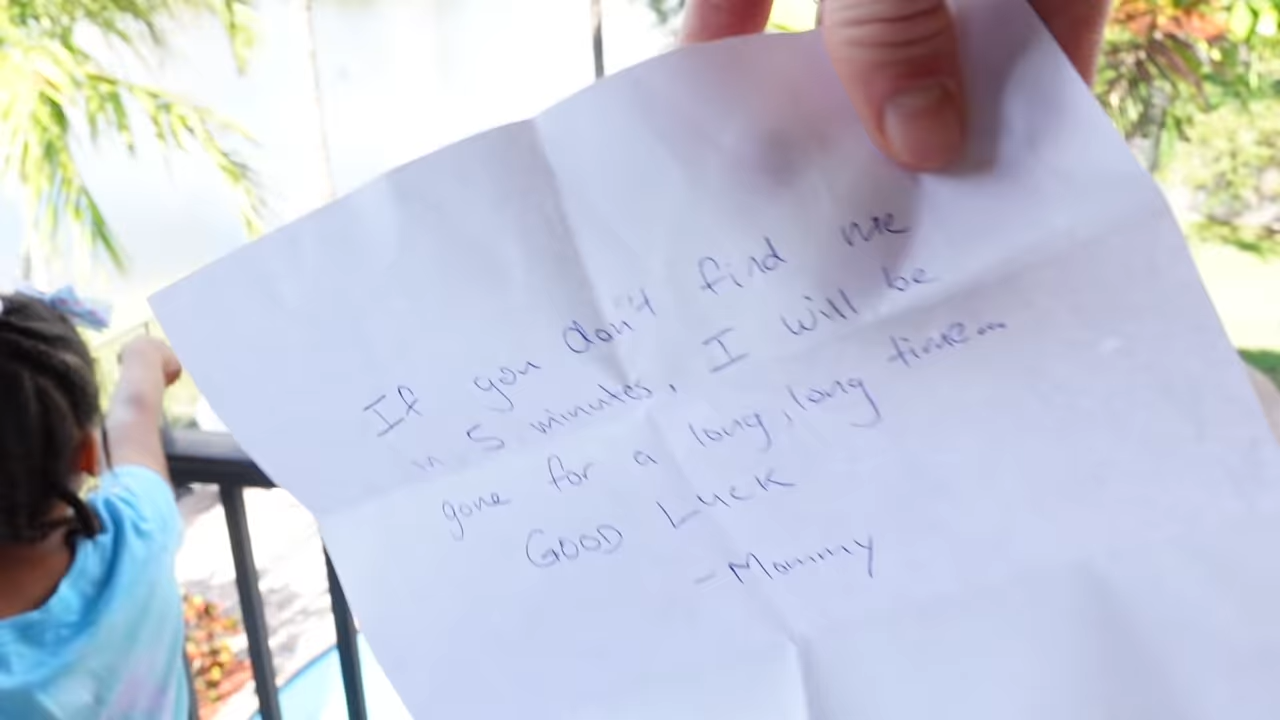 If you don't find me
in 5 minutes, I will be
gone for a long, long time...
GOOD LUCK
-Mommy